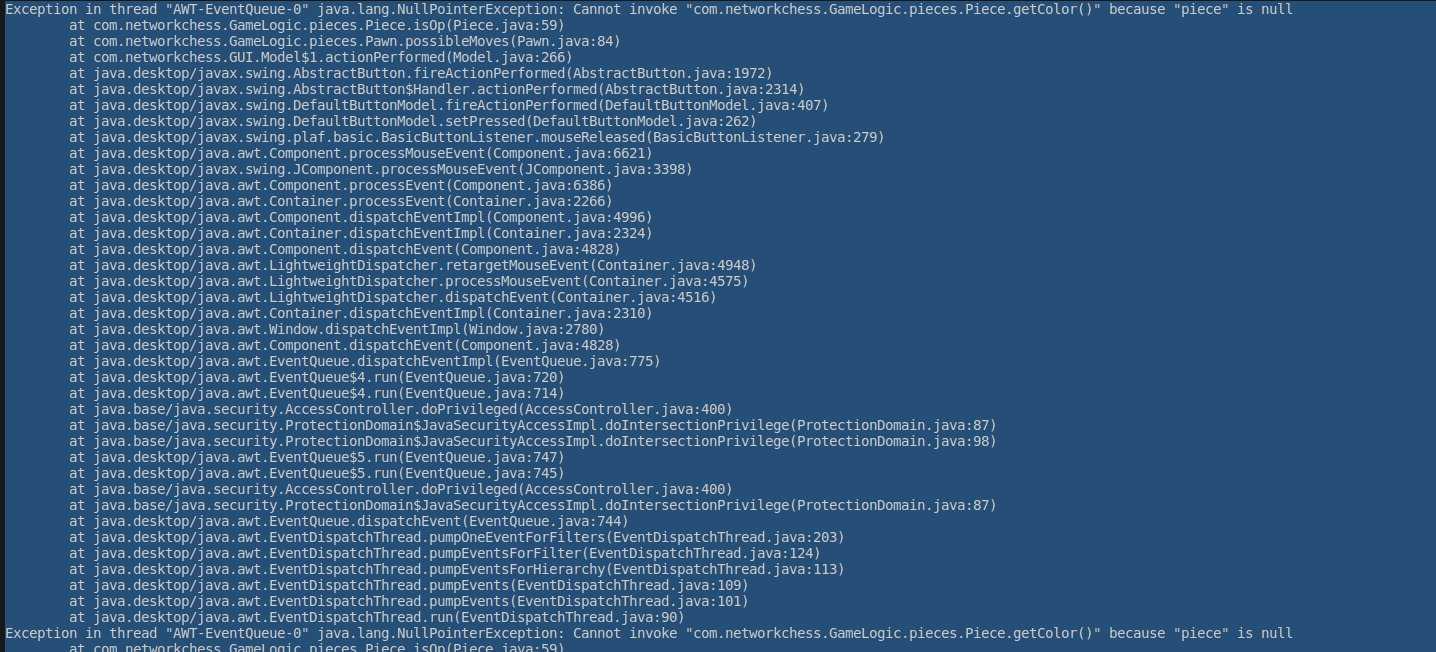 Exception in thread "AWT-EventQueue-0" java.lang.NullPointerException: Cannot invoke "com.networkchess.GameLogic.pieces.Piece.getColor()" because "piece" is null
at com.networkchess.GameLogic.pieces.Piece.isOp(Piece.java:59)
at com.networkchess.GameLogic.pieces.Pawn.possibleMoves(Pawn.java:84)
at com.networkchess.GUI.Model$1.actionPerformed(Model.java:266)
at java.desktop/javax.swing.AbstractButton.fireActionPerformed(AbstractButton.java:1972)
at java.desktop/javax.swing.AbstractButton$Handler.actionPerformed(AbstractButton.java:2314)
at java.desktop/javax.swing.DefaultButtonModel.fireActionPerformed(DefaultButtonModel.java:407)
at java.desktop/javax.swing.DefaultButtonModel.setPressed(DefaultButtonModel.java:262)
at java.desktop/javax.swing.plaf.basic.BasicButtonListener.mouseReleased(BasicButtonListener.java:279)
at java.desktop/java.awt.Component.processMouseEvent(Component.java:6621)
at java.desktop/javax.swing.JComponent.processMouseEvent(JComponent.java:3398)
at java.desktop/java.awt.Component.processEvent(Component.java:6386)
at java.desktop/java.awt.Container.processEvent(Container.java:2266)
at java.desktop/java.awt.Component.dispatchEventImpl(Component.java:4996)
at java.desktop/java.awt.Container.dispatchEventImpl(Container.java:2324)
at java.desktop/java.awt.Component.dispatchEvent(Component.java:4828)
at java.desktop/java.awt.LightweightDispatcher.retargetMouseEvent(Container.java:4948)
at java.desktop/java.awt.LightweightDispatcher.processMouseEvent(Container.java:4575)
at java.desktop/java.awt.LightweightDispatcher.dispatchEvent(Container.java:4516)
at java.desktop/java.awt.Container.dispatchEventImpl(Container.java:2310)
at java.desktop/java.awt.Window.dispatchEventImpl(Window.java:2780)
at java.desktop/java.awt.Component.dispatchEvent(Component.java:4828)
at java.desktop/java.awt.EventQueue.dispatchEventImpl(EventQueue.java:775)
at java.desktop/java.awt.EventQueue$4.run(EventQueue.java:720)
at java.desktop/java.awt.EventQueue$4.run(EventQueue.java:714)
at java.base/java.security.AccessController.doPrivileged(AccessController.java:400)
at java.base/java.security.ProtectionDomain$JavaSecurityAccessImpl.doIntersectionPrivilege(ProtectionDomain.java:87)
at java.base/java.security.ProtectionDomain$JavaSecurityAccessImpl.doIntersectionPrivilege(ProtectionDomain.java:98)
at java.desktop/java.awt.EventQueue$5.run(EventQueue.java:747)
at java.desktop/java.awt.EventQueue$5.run(EventQueue.java:745)
at java.base/java.security.AccessController.doPrivileged(AccessController.java:400)
at java.base/java.security.ProtectionDomain$JavaSecurityAccessImpl.doIntersectionPrivilege(ProtectionDomain.java:87)
at java.desktop/java.awt.EventQueue.dispatchEvent(EventQueue.java:744)
at java.desktop/java.awt.EventDispatchThread.pumpOneEventForFilters(EventDispatchThread.java:203)
at java.desktop/java.awt.EventDispatchThread.pumpEventsForFilter(EventDispatchThread.java:124)
at java.desktop/java.awt.EventDispatchThread.pumpEventsForHierarchy(EventDispatchThread.java:113)
at java.desktop/java.awt.EventDispatchThread.pumpEvents(EventDispatchThread.java:109)
at java.desktop/java.awt.EventDispatchThread.pumpEvents(EventDispatchThread.java:101)
at java.desktop/java.awt.EventDispatchThread.run(EventDispatchThread.java:90)
Exception in thread "AWT-EventQueue-0" java.lang.NullPointerException: Cannot invoke "com.networkchess.GameLogic.pieces.Piece.getColor()" because "piece" is null
at com.networkchess.GameLogic.pieces.Piece.isOp(Piece.java:59)